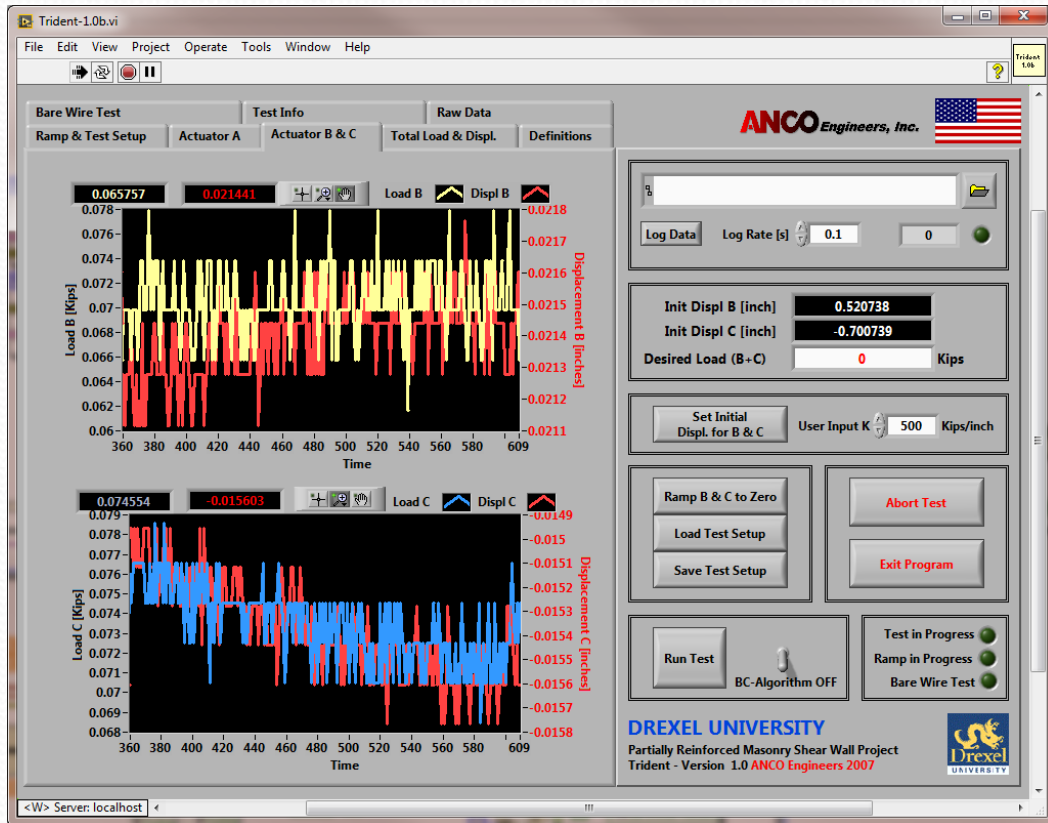 Trident-1.0b.vi
File Edit View Project Operate Tools Window Help
Trident
1.0b
Bare Wire Test Test Info Raw Data
Ramp & Test Setup Actuator A Actuator B & C Total Load & Displ. Definitions
0.065757 0.021441 Load B Displ B
0.078
0.076
0.074
0.072
0.07
0.068
0.066
0.064
0.062
0.06
Load B [Kips]
0.0218
0.0217
0.0216
0.0215
0.0214
0.0213
0.0212
0.0211
Displacement B
[inches]
360 380 400 420 440 460 480 500 520 540 560 580 609
Time
0.074554 -0.015603 Load C Displ C
0.079
0.078
0.077
0.076
0.075
0.074
0.073
0.072
0.071
0.07
0.069
0.068
Load C [Kips]
-0.0149
-0.015
-0.0151
-0.0152
-0.0153
-0.0154
-0.0155
-0.0156
-0.0157
-0.0158
Displacement C
[inches]
360 380 400 420 440 460 480 500 520 540 560 580 609
Time
ANCO Engineers, Inc.
Log Data Log Rate [s] 0.1 0
Init Displ B [inch] 0.520738
Init Displ C [inch] -0.700739
Desired Load (B+C) 0 Kips
Set Initial
Displ. for B & C
User Input K 500 Kips/inch
Ramp B & C to Zero
Load Test Setup
Save Test Setup
Abort Test
Exit Program
Run Test
BC-Algorithm OFF
Test in Progress
Ramp in Progress
Bare Wire Test
DREXEL UNIVERSITY
Partially Reinforced Masonry Shear Wall Project
Trident - Version 1.0 ANCO Engineers 2007
Drexel
UNIVERSITY
<W> Server: localhost